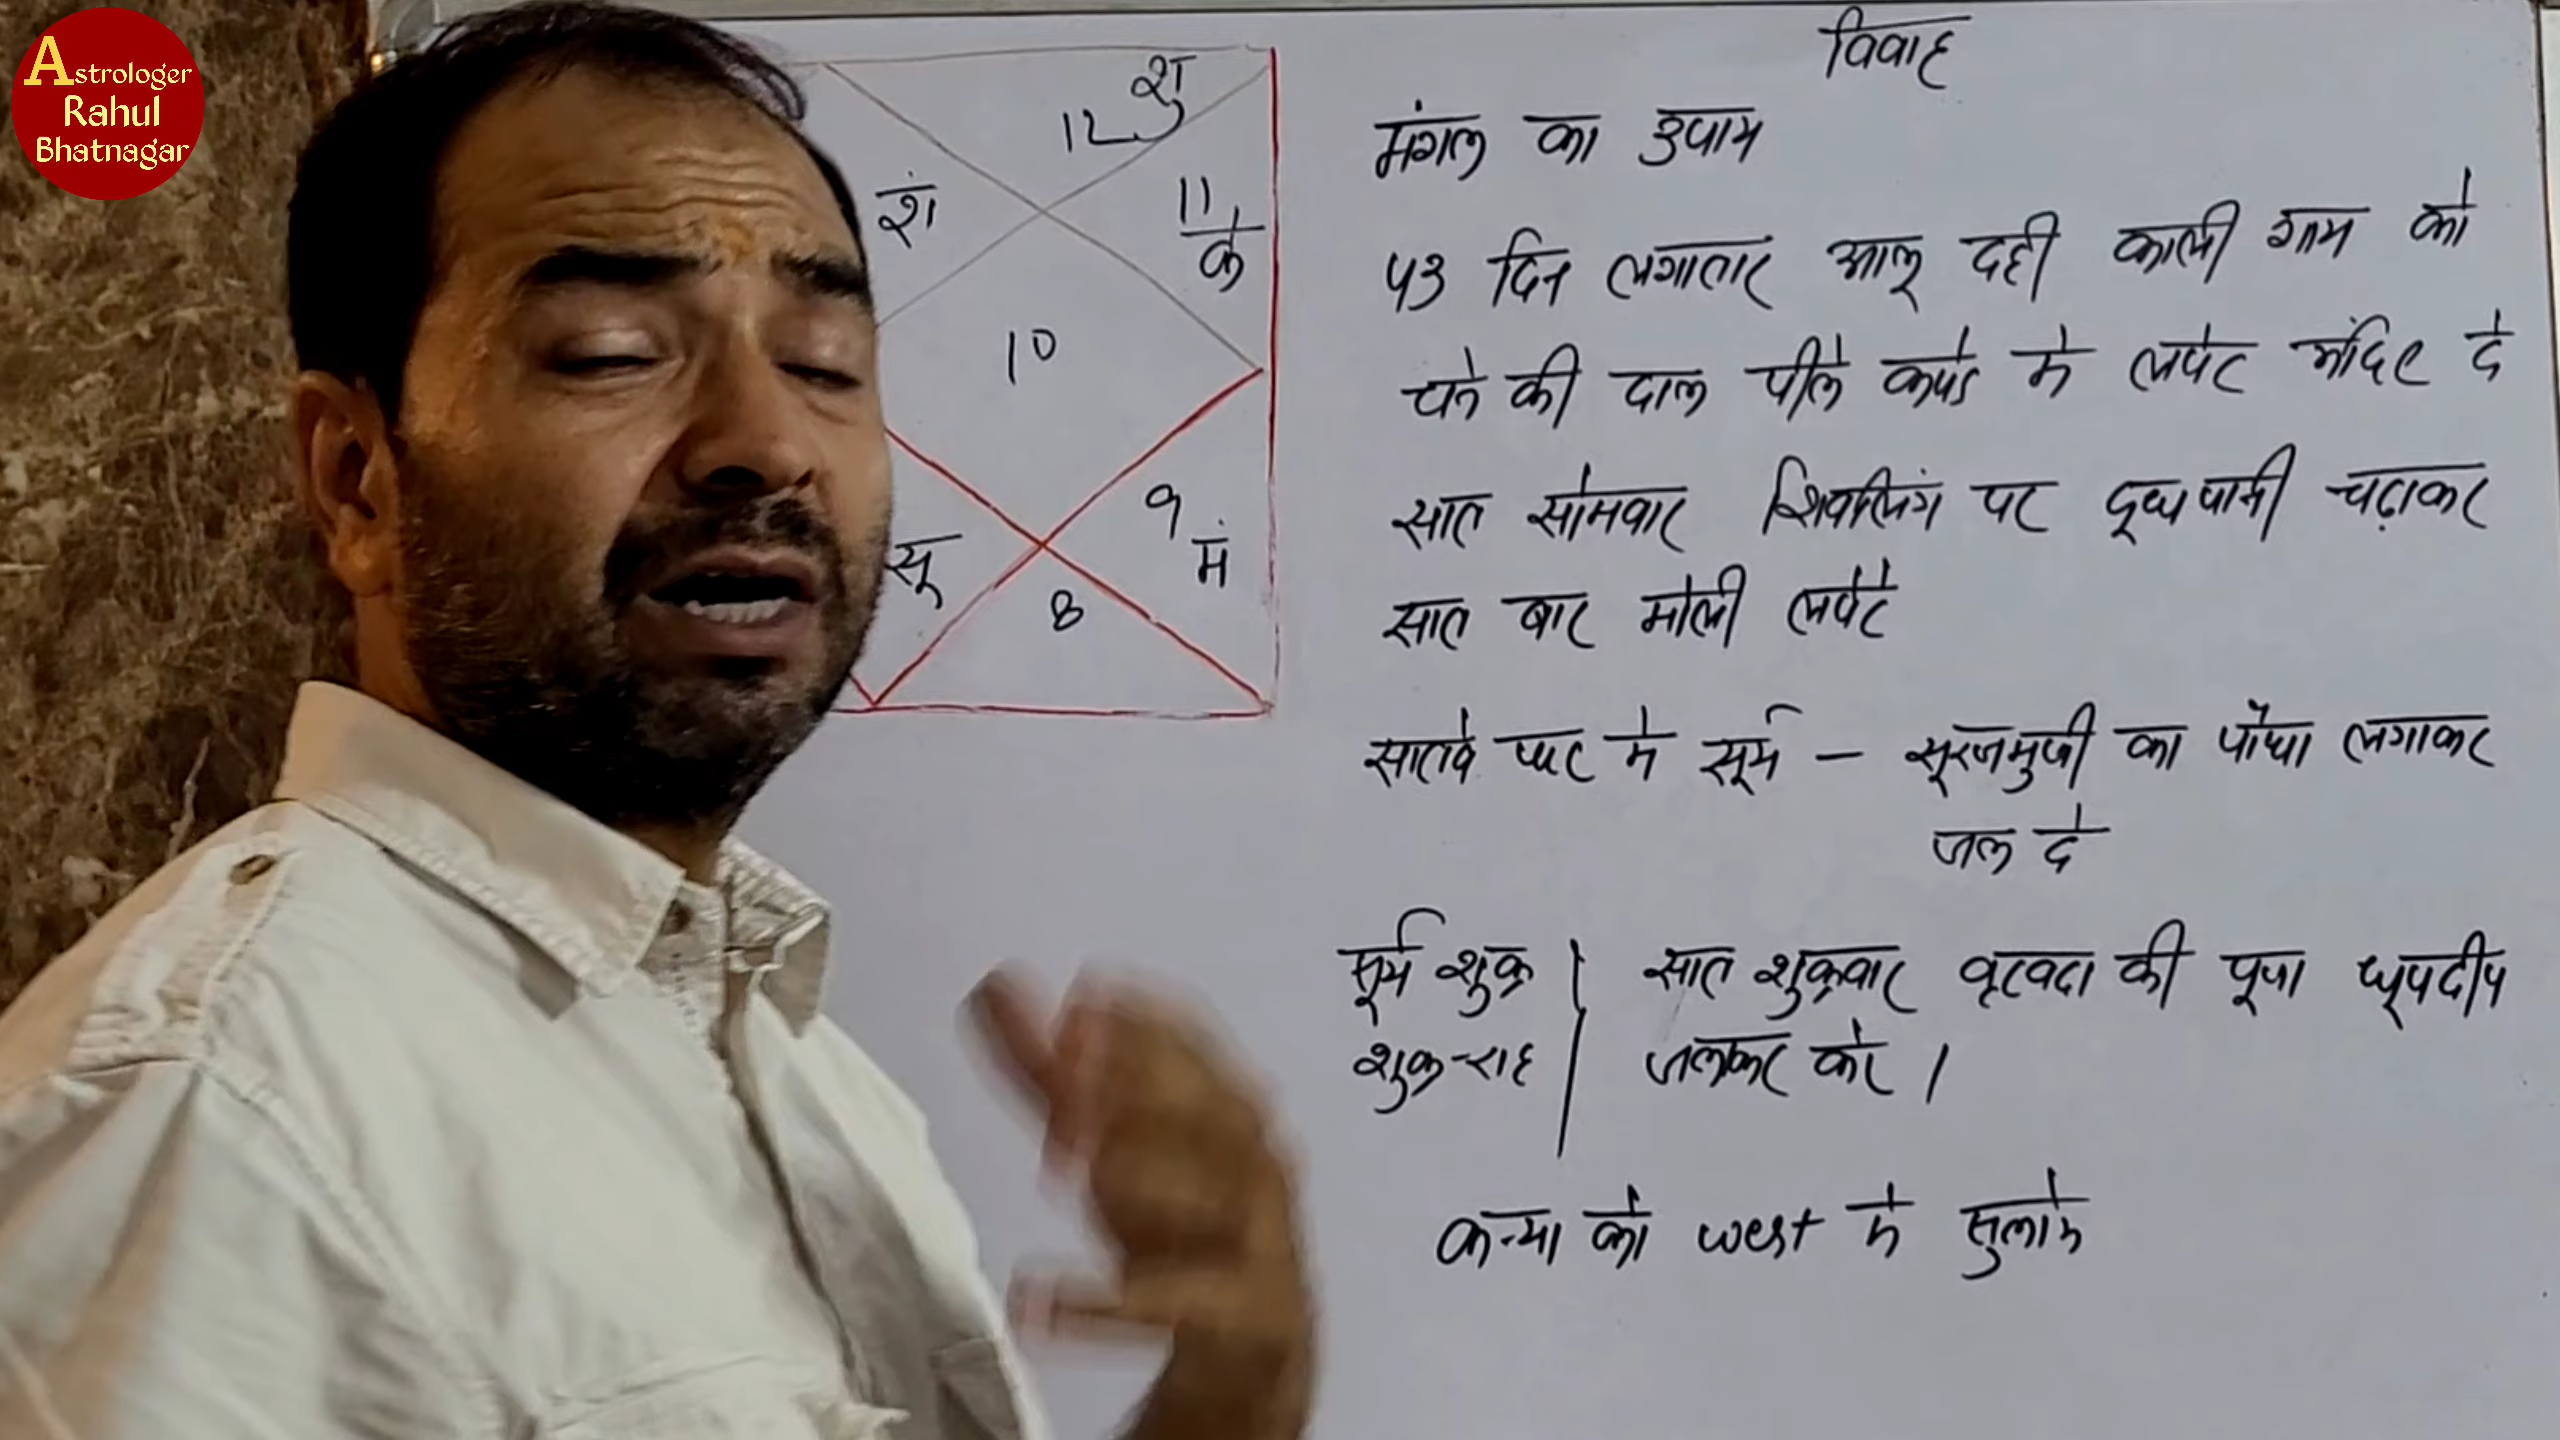 Astrologer
Rahul
Bhatnagar
विवाह
मंगल का उपाय
43 दिन लगातार आलू दही काली गाय को
चने की दाल पीले कपडे मे लपेट मंदिर दे
सात सोमवार शिवलिंग पर दूध पानी चढ़ाकर
सात बार मोली लपेटे
सातवे घर मे सूर्य - सूरजमुखी का पौधा लगाकर
जल दे
सूर्य शुक्र सात शुक्रवार की पूजा धूपदीप
शुक्र-राहु जलाकर करे।
कन्या को west मे सुलाये
12 शु
शं
11
के
10
9
मं
सू
8